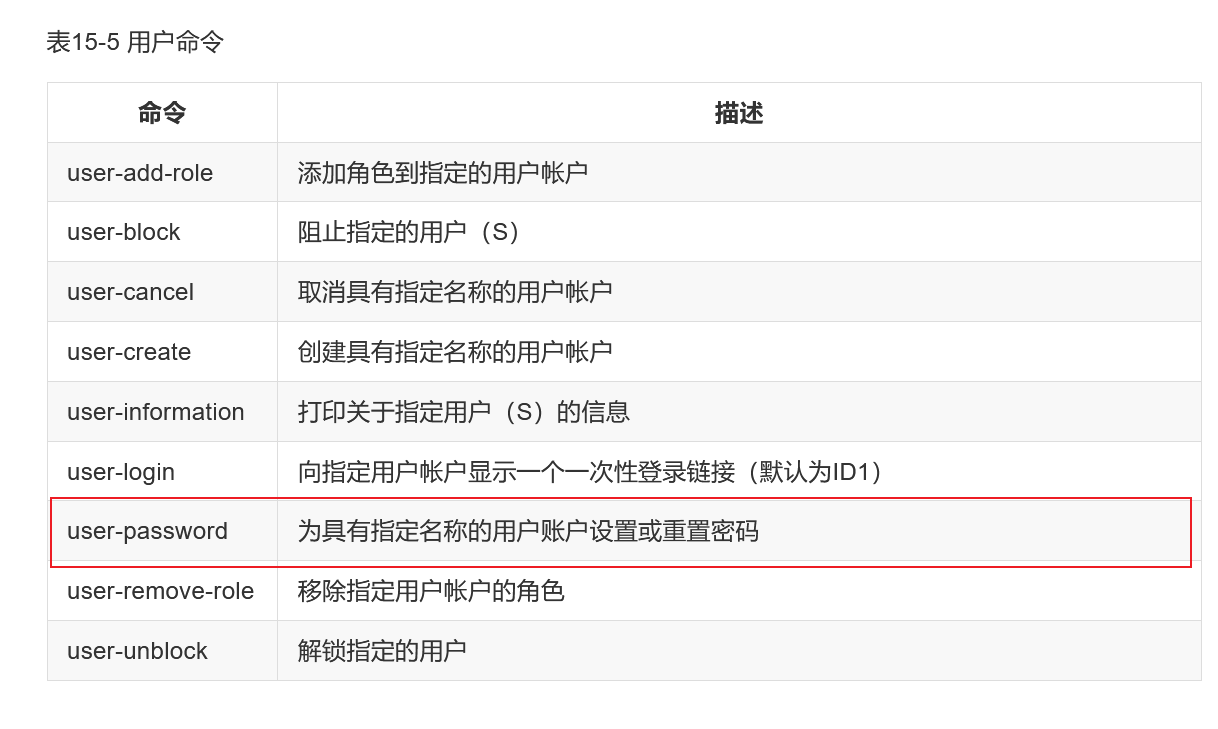 表15-5 用户命令
命令 描述
user-add-role 添加角色到指定的用户帐户
user-block 阻止指定的用户（S）
user-cancel 取消具有指定名称的用户帐户
user-create 创建具有指定名称的用户帐户
user-information 打印关于指定用户（S）的信息
user-login 向指定用户帐户显示一个一次性登录链接（默认为ID1）
user-password 为具有指定名称的用户账户设置或重置密码
user-remove-role 移除指定用户帐户的角色
user-unblock 解锁指定的用户